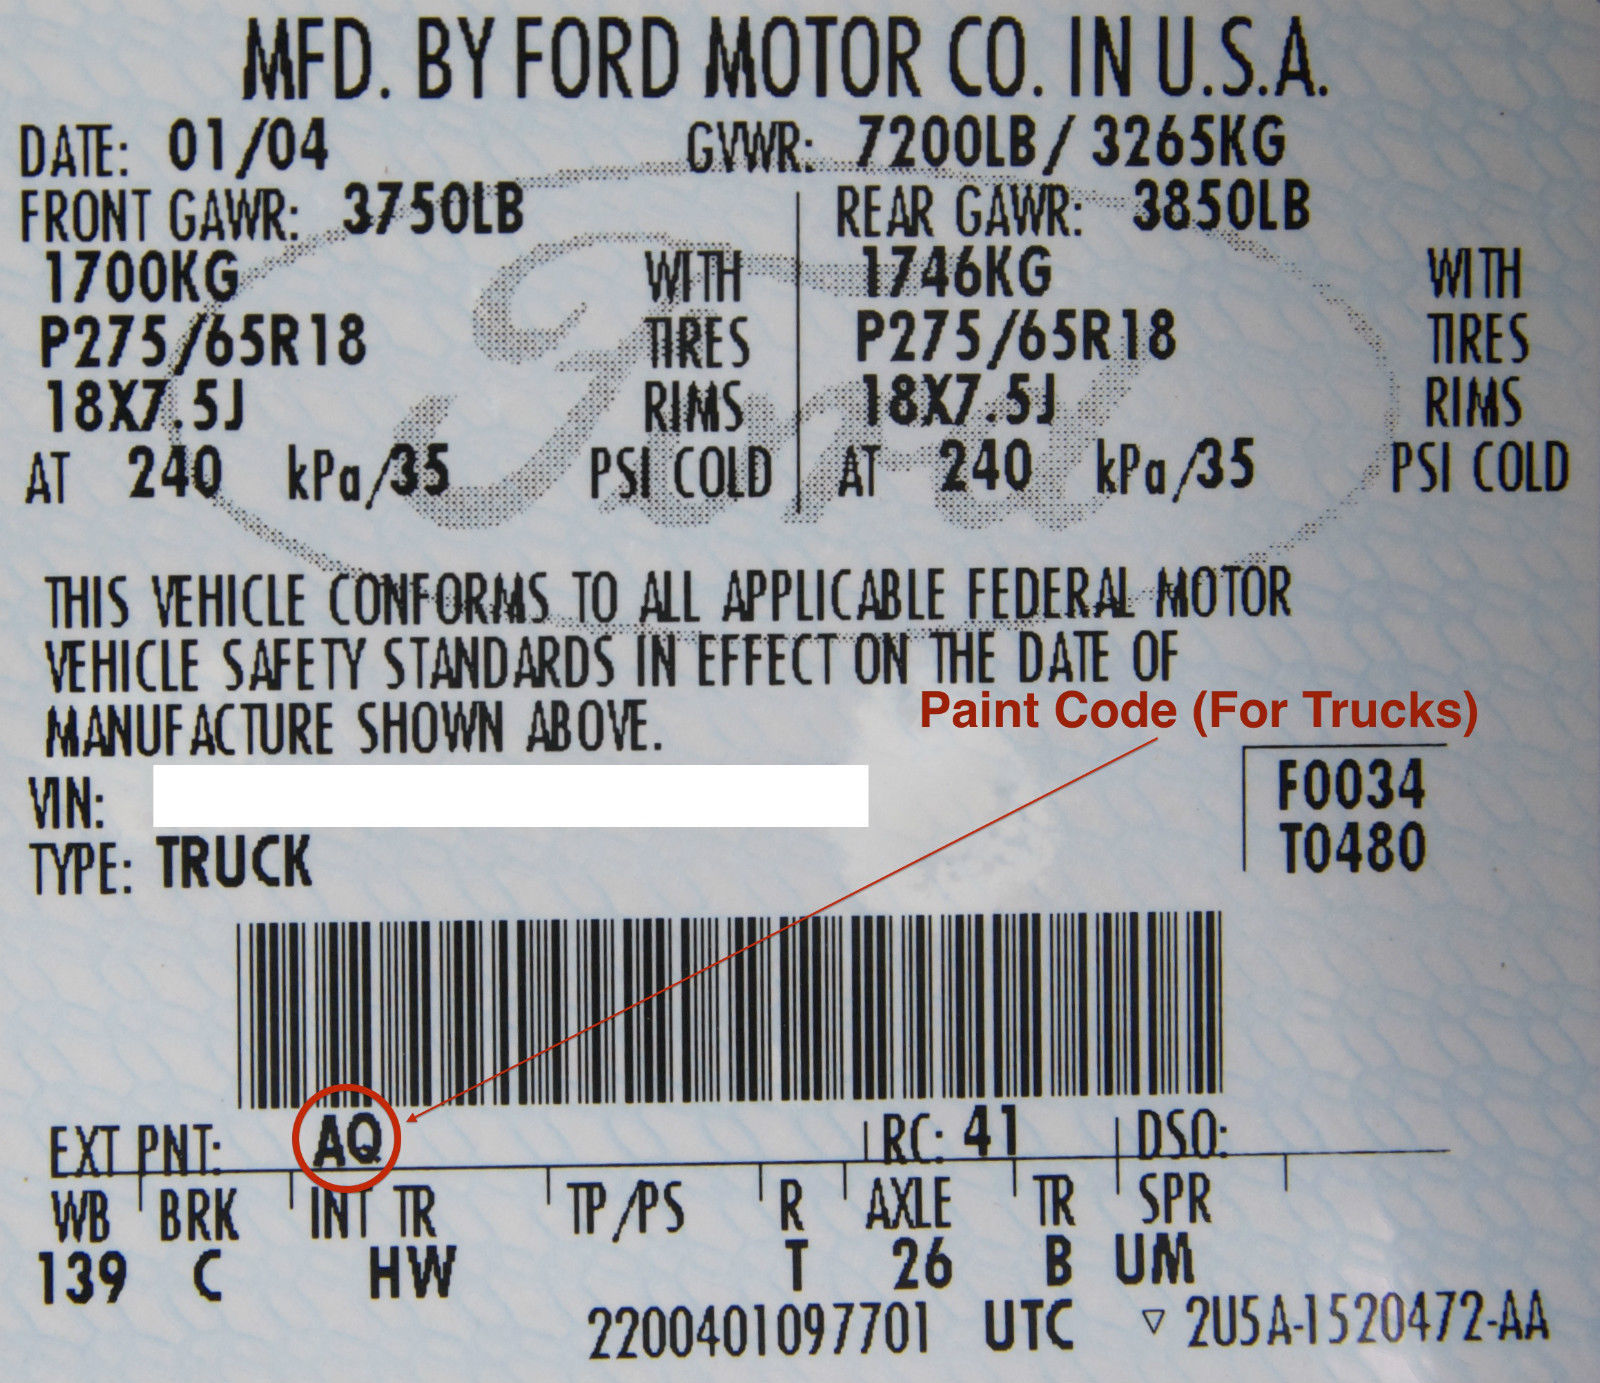 MFD. BY FORD MOTOR CO. IN U.S.A.
DATE: 01/04 GVWR: 7200LB/ 3265KG
FRONT GAWR: 3750LB REAR GAWR: 3850LB
1700KG WITH 1746KG WITH
P275/65R18 TIRES P275/65R18 TIRES
18X7.5J RIMS 18X7.5J RIMS
AT 240 kPa/35 PSI COLD AT 240 kPa/35 PSI COLD
Ford
THIS VEHICLE CONFORMS TO ALL APPLICABLE FEDERAL MOTOR
VEHICLE SAFETY STANDARDS IN EFFECT ON THE DATE OF
MANUFACTURE SHOWN ABOVE.
Paint Code (For Trucks)
VIN: F0034
TYPE: TRUCK T0480
EXT PNT: AQ RC: 41 DSO:
WB BRK INT TR TP/PS R AXLE TR SPR
139 C HW T 26 B UM
2200401097701 UTC ▽ 2U5A-1520472-AA